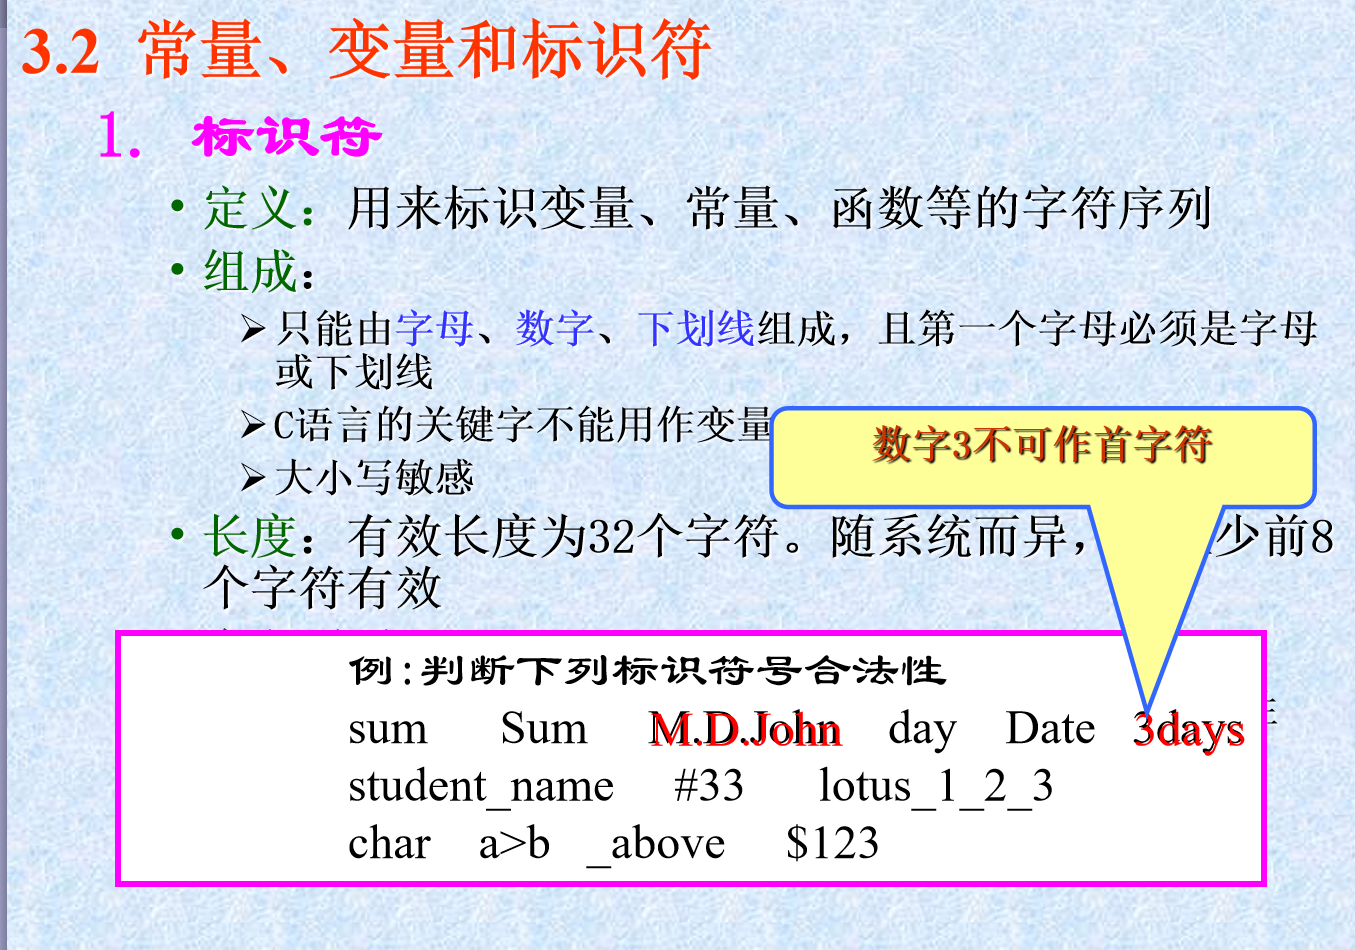 3.2 常量、变量和标识符
1. 标识符
• 定义：用来标识变量、常量、函数等的字符序列
• 组成：
➢只能由字母、数字、下划线组成，且第一个字母必须是字母
或下划线
➢C语言的关键字不能用作变量
➢大小写敏感
数字3不可作首字符
• 长度：有效长度为32个字符。随系统而异，少前8
个字符有效
例:判断下列标识符号合法性
sum Sum M.D.John day Date 3days
student_name #33 lotus_1_2_3
char a>b _above $123